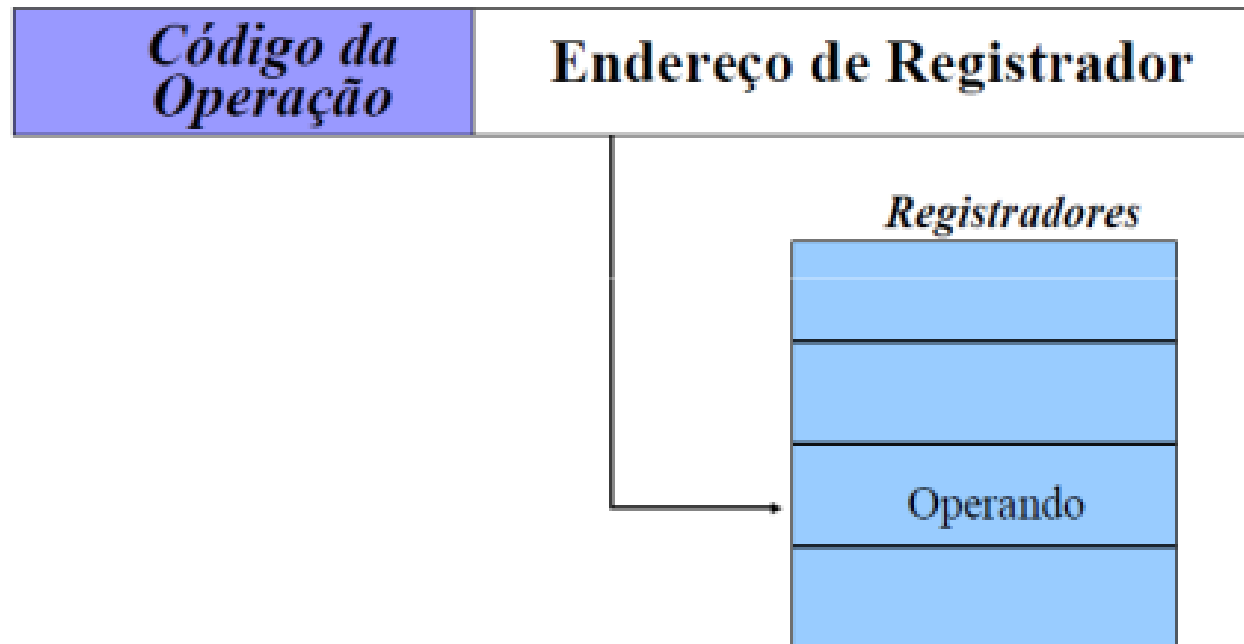 Código da
Operação
Endereço de Registrador
Registradores
Operando